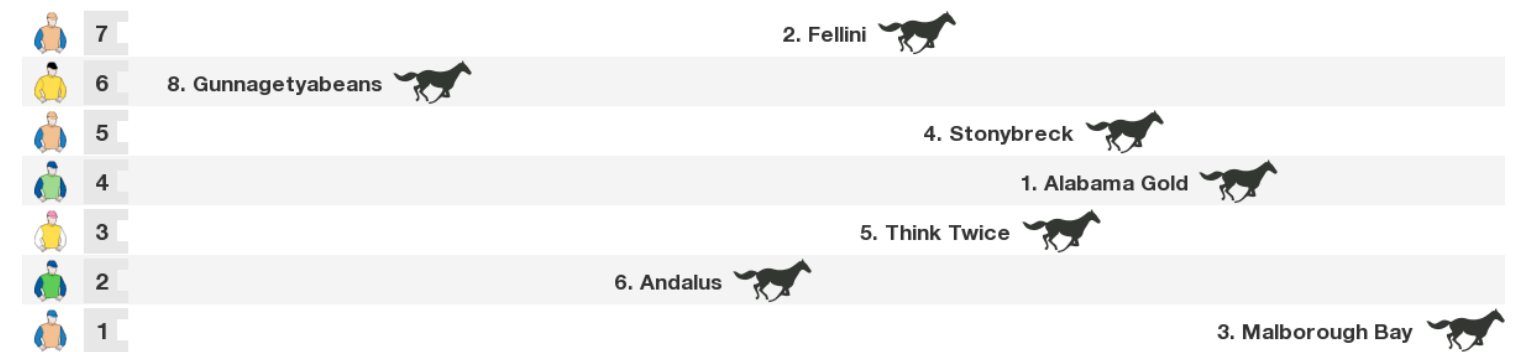 7 2. Fellini
6 8. Gunnagetyabeans
5 4. Stonybreck
4 1. Alabama Gold
3 5. Think Twice
2 6. Andalus
1 3. Malborough Bay